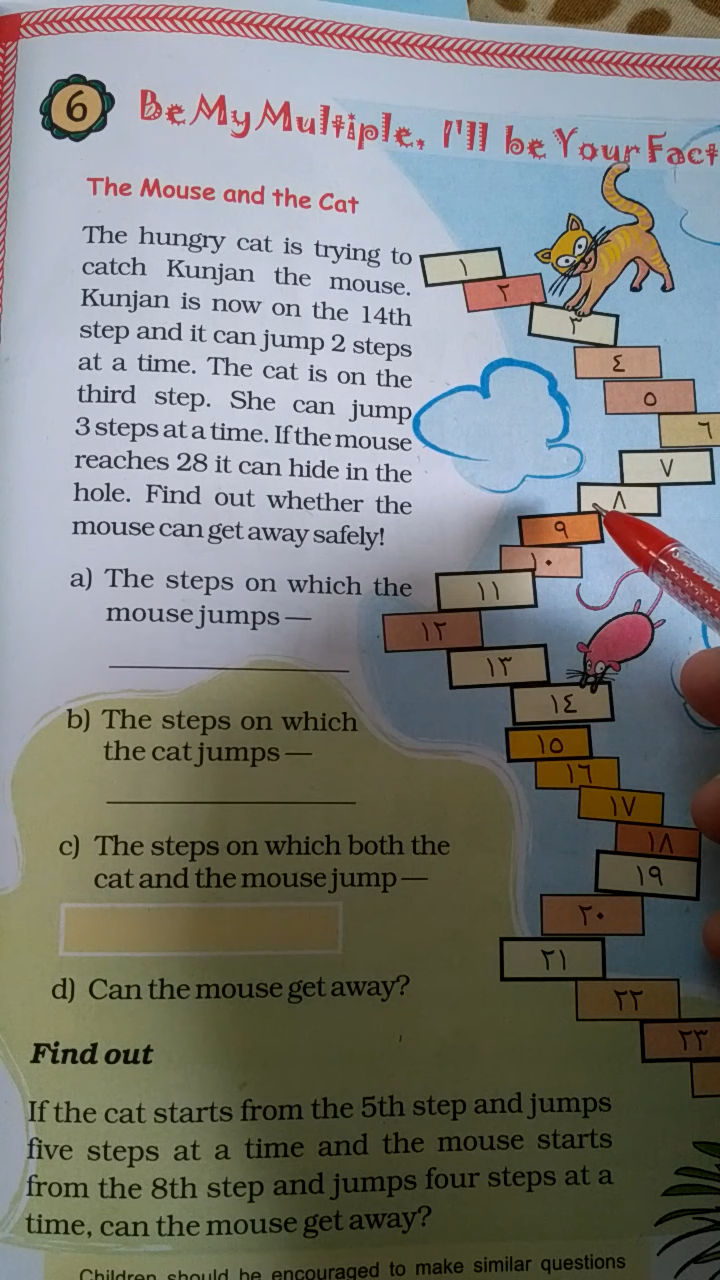 6
Be My Multiple, I'll be Your Fact
The Mouse and the Cat
The hungry cat is trying to
catch Kunjan the mouse.
Kunjan is now on the 14th
step and it can jump 2 steps
at a time. The cat is on the
third step. She can jump
3 steps at a time. If the mouse
reaches 28 it can hide in the
hole. Find out whether the
mouse can get away safely!
a) The steps on which the
mouse jumps —
b) The steps on which
the cat jumps —
c) The steps on which both the
cat and the mouse jump —
d) Can the mouse get away?
Find out
If the cat starts from the 5th step and jumps
five steps at a time and the mouse starts
from the 8th step and jumps four steps at a
time, can the mouse get away?
Children should be encouraged to make similar questions
١
٢
٣
٤
٥
٦
٧
٨
٩
١٠
١١
١٢
١٣
١٤
١٥
١٦
١٧
١٨
١٩
٢٠
٢١
٢٢
٢٣